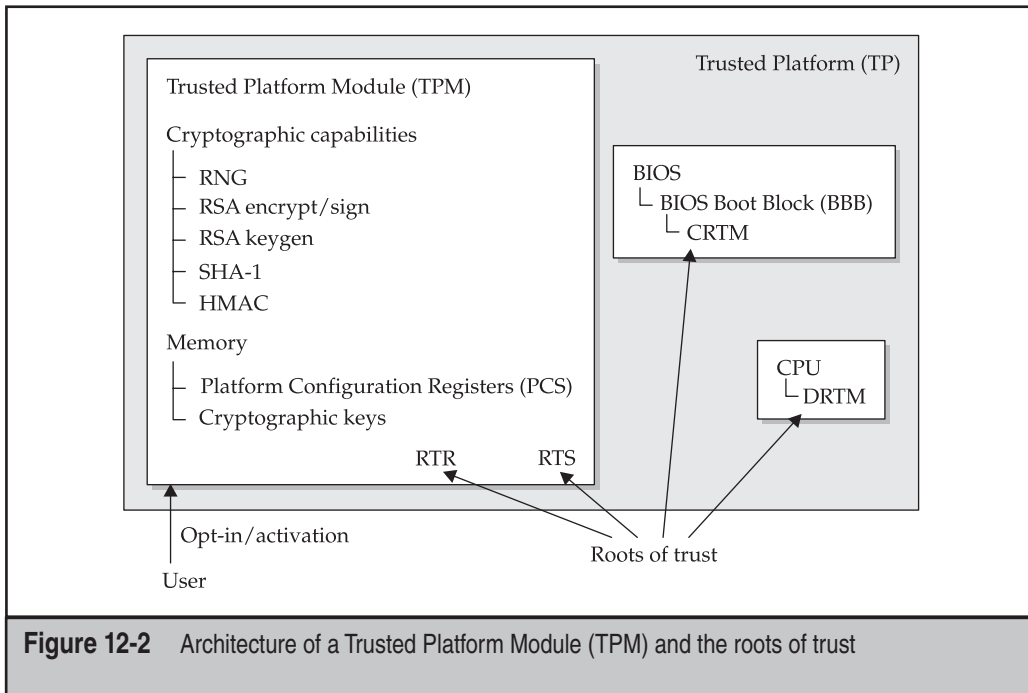 Trusted Platform (TP)
Trusted Platform Module (TPM)
Cryptographic capabilities
RNG
RSA encrypt/sign
RSA keygen
SHA-1
HMAC
Memory
Platform Configuration Registers (PCS)
Cryptographic keys
RTR
RTS
BIOS
BIOS Boot Block (BBB)
CRTM
CPU
DRTM
Opt-in/activation
User
Roots of trust
Figure 12-2 Architecture of a Trusted Platform Module (TPM) and the roots of trust